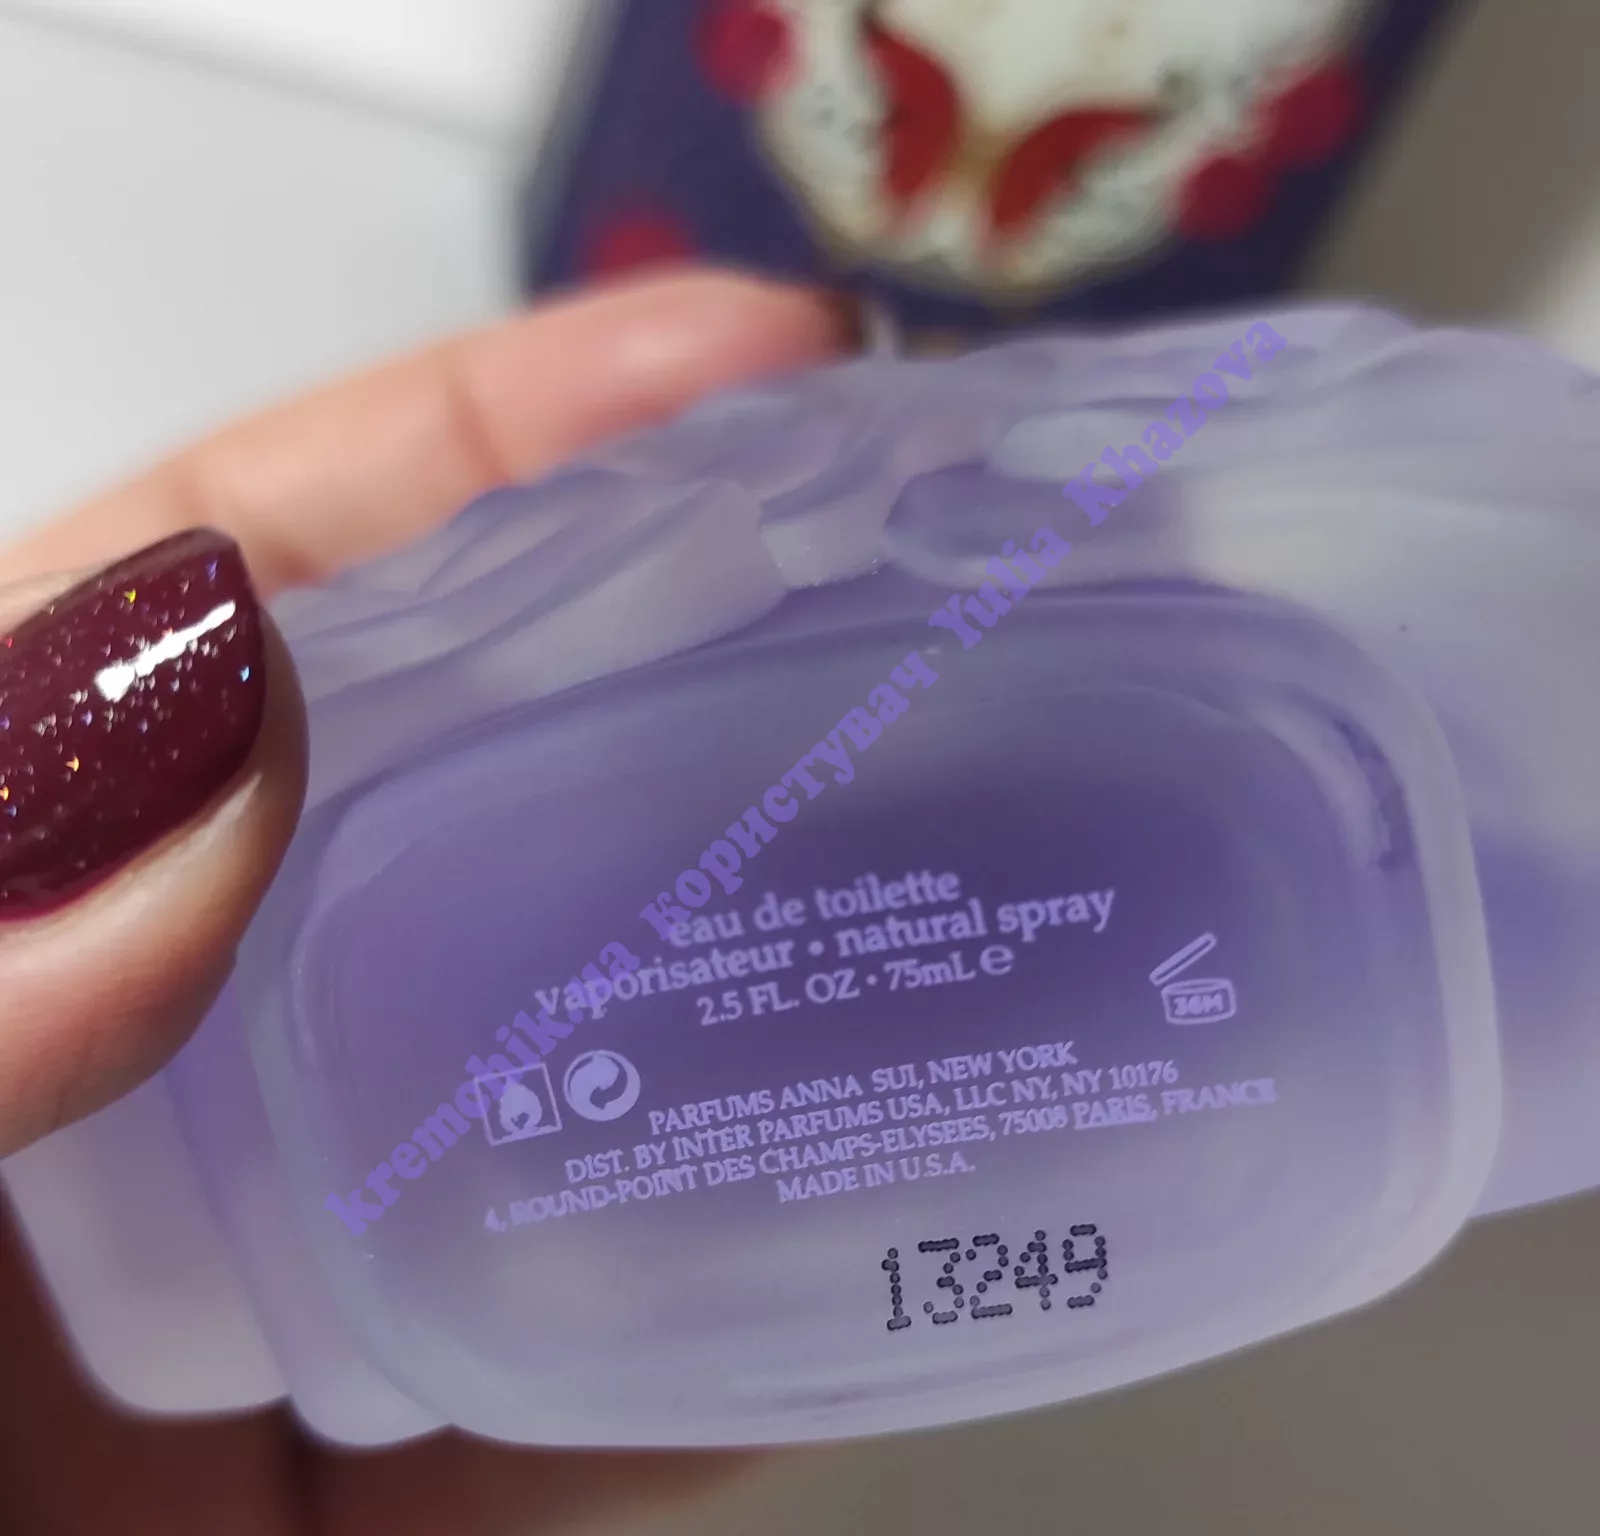 kremchik.ua користувач Yulia Khazova
eau de toilette
vaporisateur • natural spray
2.5 FL. OZ • 75mL e
36M
PARFUMS ANNA SUI, NEW YORK
DIST. BY INTER PARFUMS USA, LLC NY, NY 10176
4, ROUND-POINT DES CHAMPS-ELYSEES, 75008 PARIS, FRANCE
MADE IN U.S.A.
13249